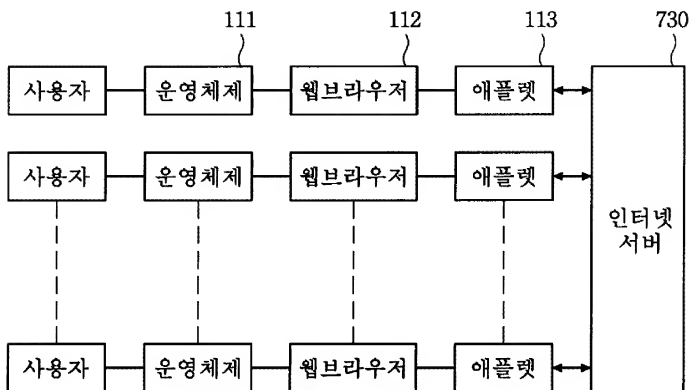 111 112 113 730
사용자 운영체제 웹브라우저 애플렛
사용자 운영체제 웹브라우저 애플렛
인터넷
서버
사용자 운영체제 웹브라우저 애플렛